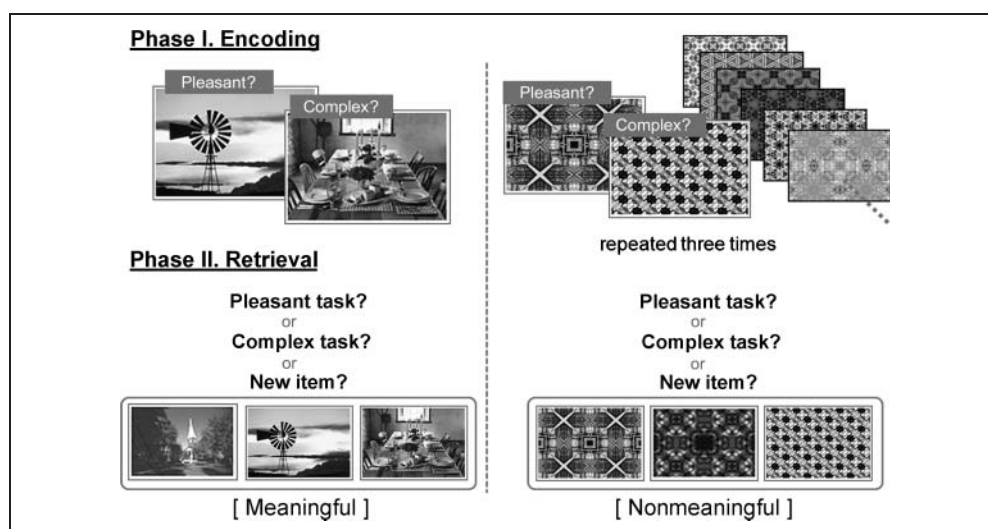 Phase I. Encoding
Pleasant?
Complex?
Pleasant?
Complex?
repeated three times
Phase II. Retrieval
Pleasant task?
or
Complex task?
or
New item?
[ Meaningful ]
Pleasant task?
or
Complex task?
or
New item?
[ Nonmeaningful ]